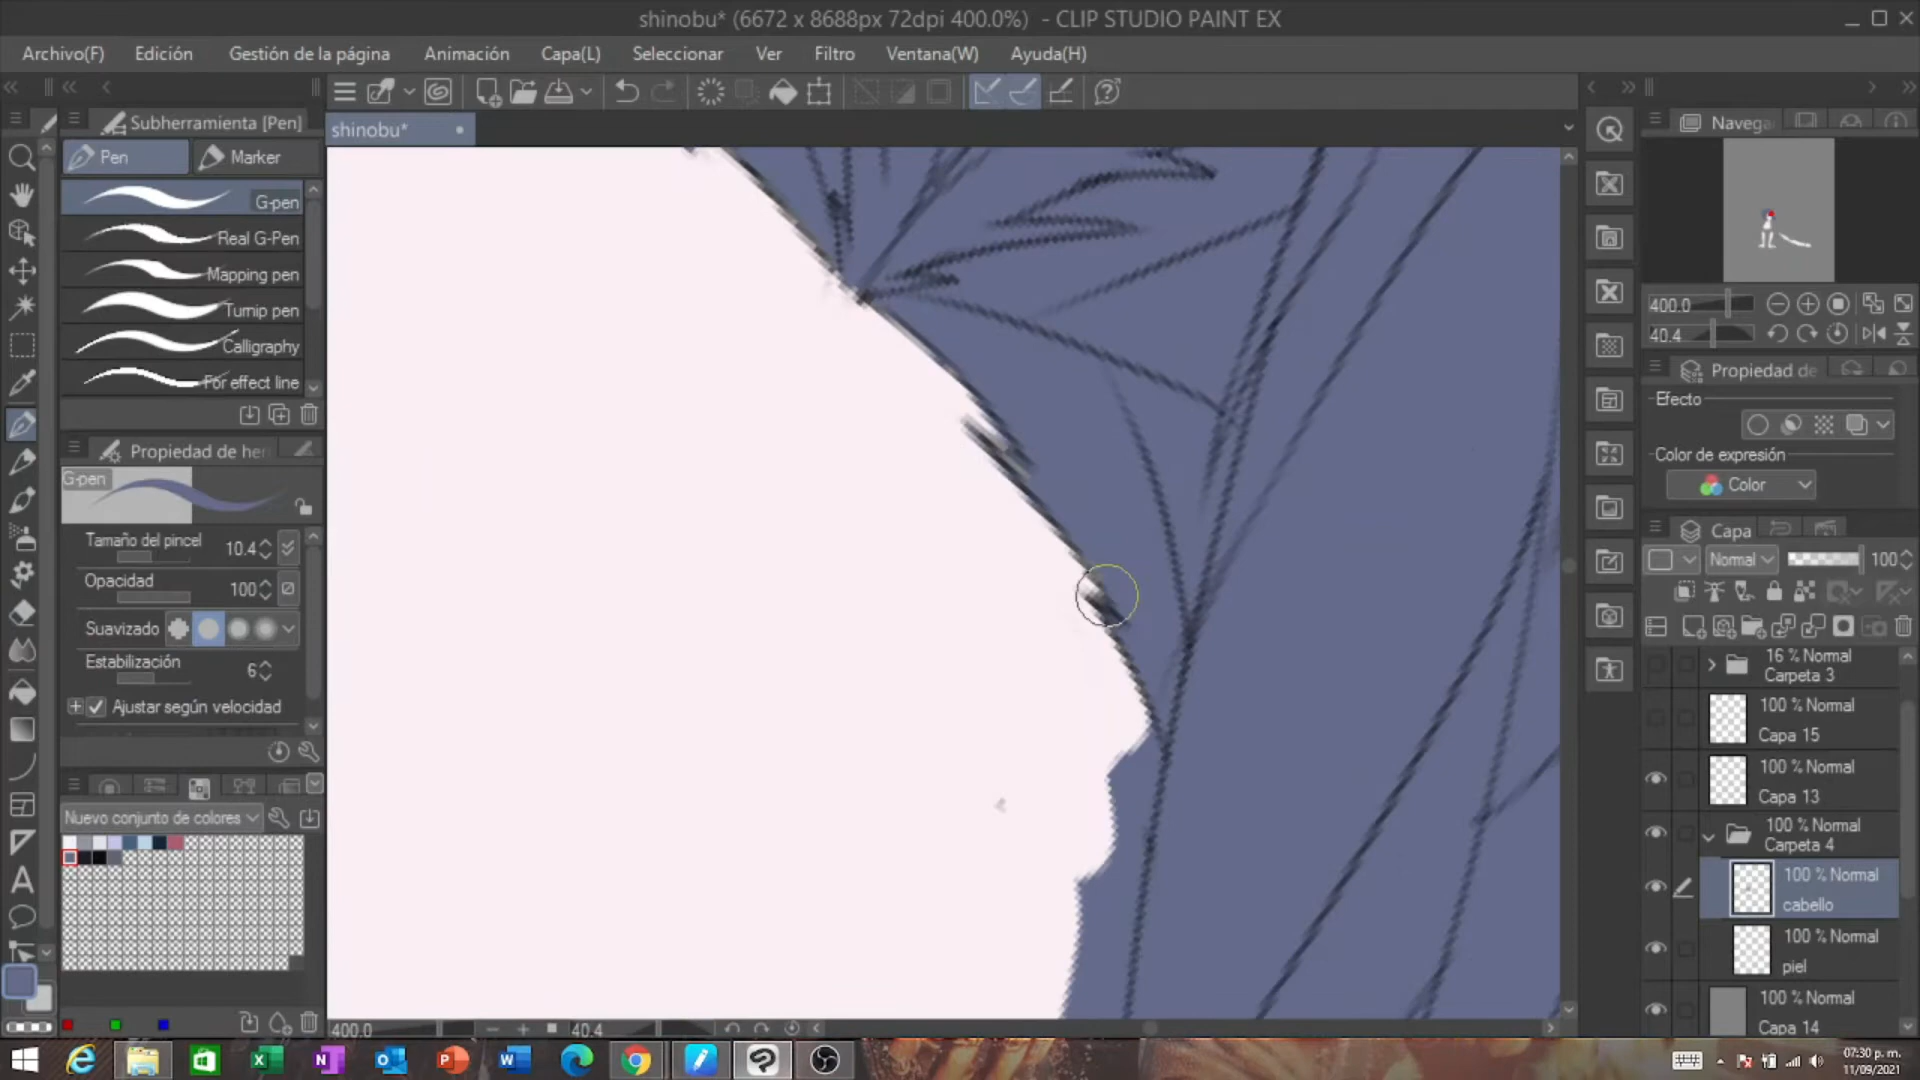 shinobu* (6672 x 8688px 72dpi 400.0%) - CLIP STUDIO PAINT EX
Archivo(F) Edición Gestión de la página Animación Capa(L) Seleccionar Ver Filtro Ventana(W) Ayuda(H)
Subherramienta [Pen]
shinobu*
Navega
Pen
Marker
G-pen
Real G-Pen
Mapping pen
Turnip pen
Calligraphy
For effect line
400.0
40.4
Propiedad de
Efecto
Color de expresión
Color
Propiedad de her
G-pen
Tamaño del pincel 10.4
Opacidad 100
Suavizado
Estabilización 6
Ajustar según velocidad
Nuevo conjunto de colores
Capa
Normal 100
16 % Normal
Carpeta 3
100 % Normal
Capa 15
100 % Normal
Capa 13
100 % Normal
Carpeta 4
100 % Normal
cabello
100 % Normal
piel
100 % Normal
Capa 14
400.0 40.4
07:30 p. m.
11/09/2021